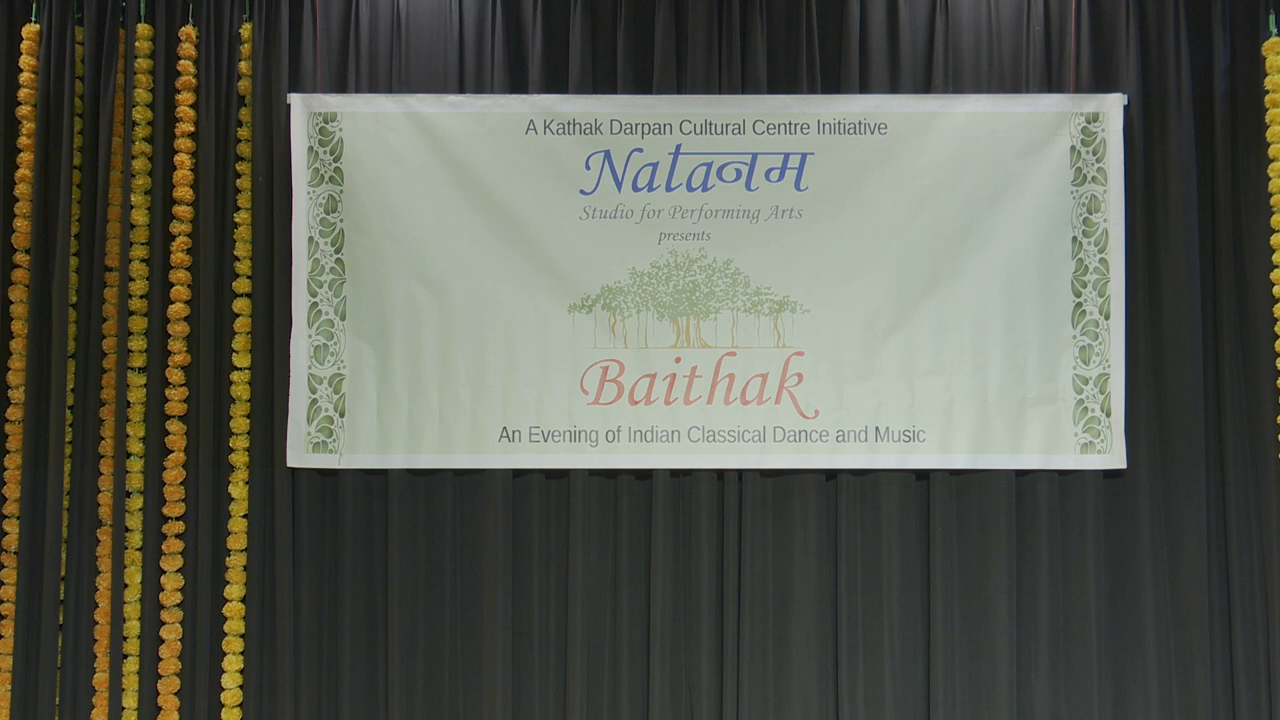 A Kathak Darpan Cultural Centre Initiative
Nataनम
Studio for Performing Arts
presents
Baithak
An Evening of Indian Classical Dance and Music